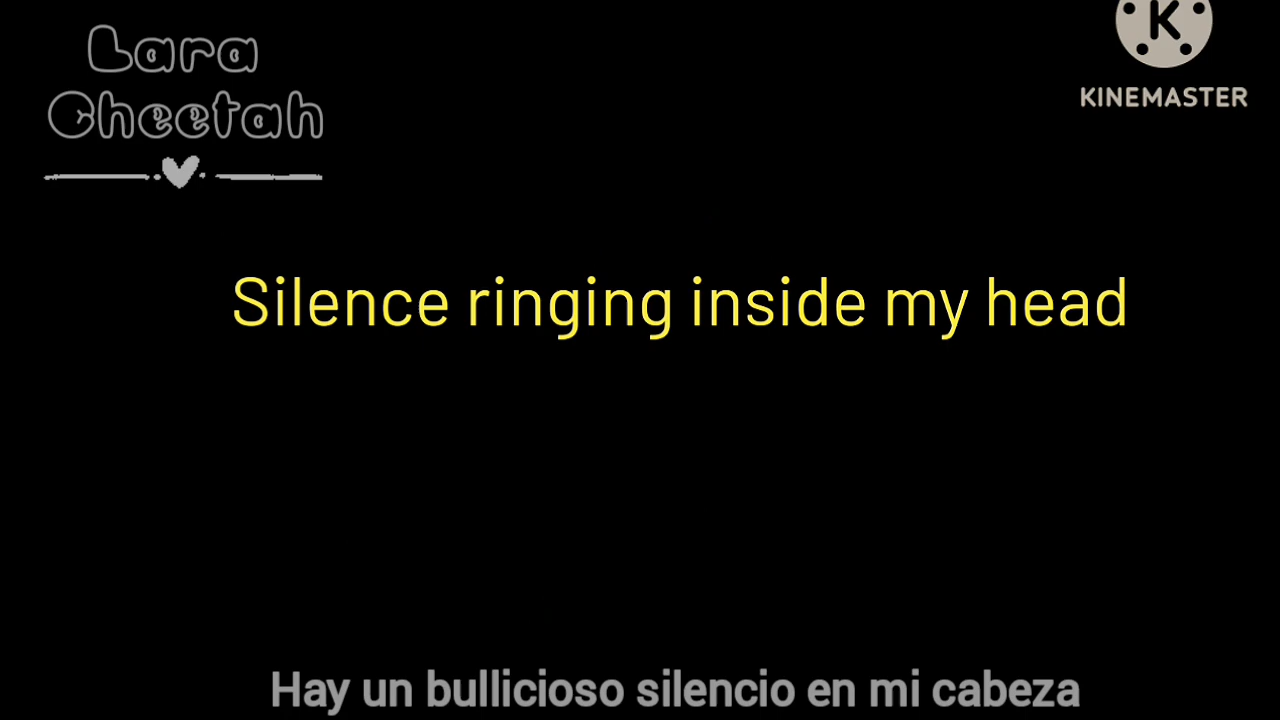 Lara
Cheetah
K
KINEMASTER
Silence ringing inside my head
Hay un bullicioso silencio en mi cabeza